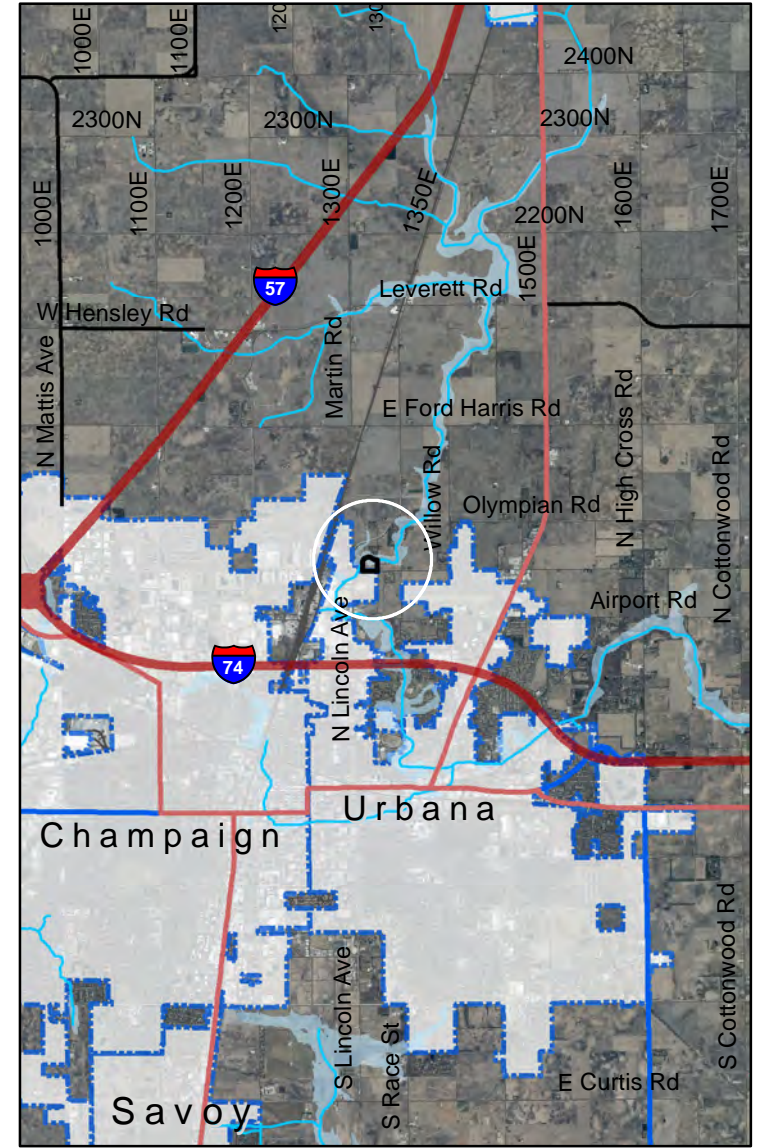 1000E
1100E
120
130
2400N
2300N
2300N
2300N
1000E
1100E
1200E
1300E
1350E
1500E
1600E
1700E
2200N
57
Leverett Rd
W Hensley Rd
N Mattis Ave
Martin Rd
E Ford Harris Rd
Willow Rd
Olympian Rd
N High Cross Rd
N Cottonwood Rd
Airport Rd
N Lincoln Ave
74
Urbana
Champaign
S Lincoln Ave
S Race St
S Cottonwood Rd
E Curtis Rd
Savoy